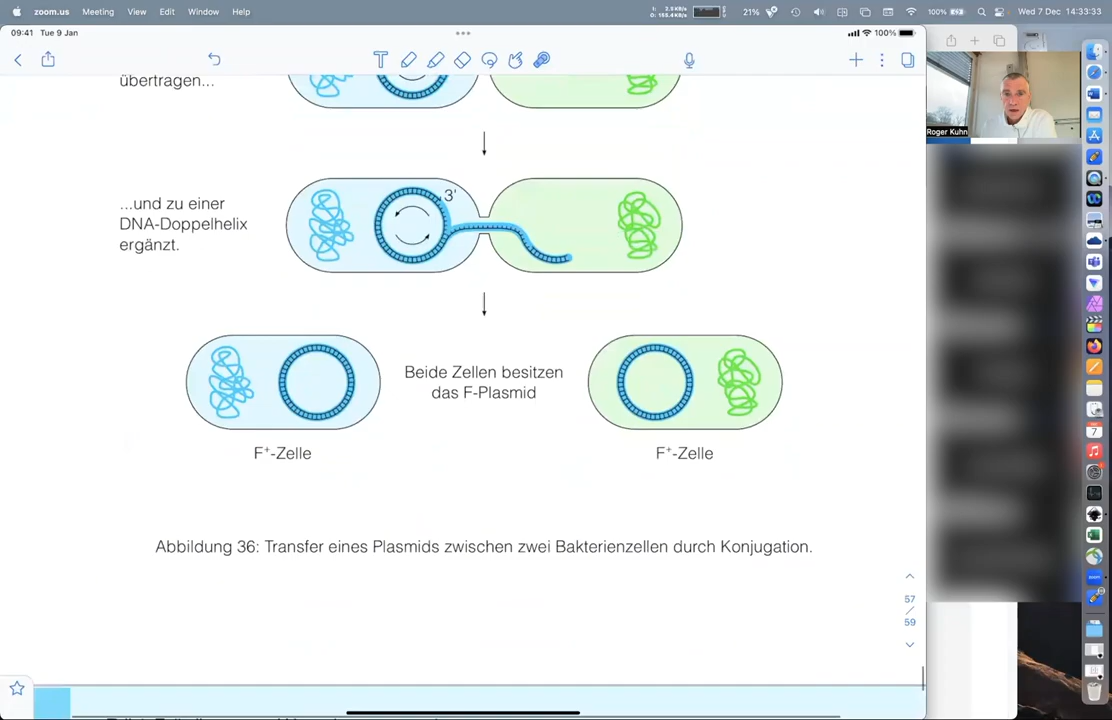 zoom.us Meeting View Edit Window Help
21%
100%
Wed 7 Dec 14:33:33
09:41 Tue 9 Jan
100%
übertragen...
Roger Kuhn
3'
...und zu einer
DNA-Doppelhelix
ergänzt.
Beide Zellen besitzen
das F-Plasmid
F⁺-Zelle
F⁺-Zelle
Abbildung 36: Transfer eines Plasmids zwischen zwei Bakterienzellen durch Konjugation.
57
/
59